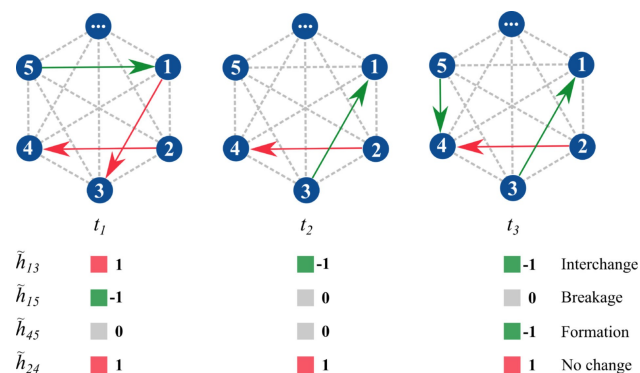 ... ... ...
5 1 5 1 5 1
4 2 4 2 4 2
3 3 3
t₁ t₂ t₃
h̃₁₃ 1 -1 -1 Interchange
h̃₁₅ -1 0 0 Breakage
h̃₄₅ 0 0 -1 Formation
h̃₂₄ 1 1 1 No change